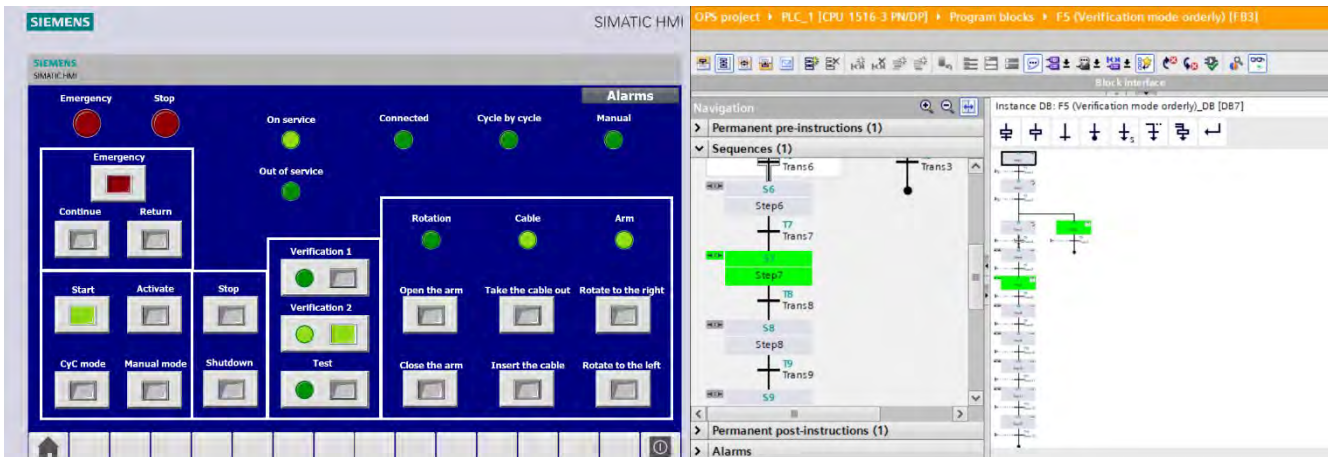 SIEMENS
SIMATIC HMI
SIEMENS
SIMATIC HMI
Alarms
Emergency Stop
On service Connected Cycle by cycle Manual
Emergency
Out of service
Continue Return
Rotation Cable Arm
Verification 1
Start Activate Stop
Open the arm Take the cable out Rotate to the right
Verification 2
CyC mode Manual mode Shutdown Test
Close the arm Insert the cable Rotate to the left
OPS project PLC_1 [CPU 1516-3 PN/DP] Program blocks F5 (Verification mode orderly) [FB3]
Block interface
Navigation
Permanent pre-instructions (1)
Sequences (1)
Trans6 Trans3
S6
Step6
T7
Trans7
S7
Step7
T8
Trans8
S8
Step8
T9
Trans9
S9
Permanent post-instructions (1)
Alarms
Instance DB: F5 (Verification mode orderly)_DB [DB7]